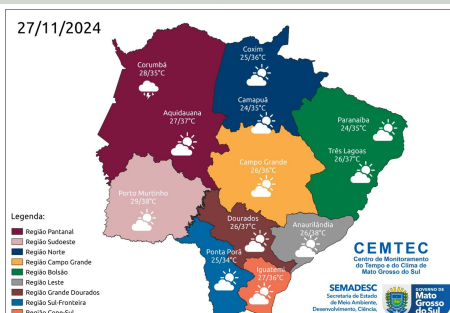 27/11/2024
Corumbá
28/35°C
Coxim
25/36°C
Camapuã
24/35°C
Aquidauana
27/37°C
Paranaíba
24/35°C
Três Lagoas
26/37°C
Campo Grande
26/36°C
Porto Murtinho
29/38°C
Dourados
26/37°C
Anaurilândia
26/38°C
Ponta Porã
25/34°C
Iguatemi
27/36°C
Legenda:
Região Pantanal
Região Sudoeste
Região Norte
Região Campo Grande
Região Bolsão
Região Leste
Região Grande Dourados
Região Sul-Fronteira
Região Cone-Sul
CEMTEC
Centro de Monitoramento
do Tempo e do Clima de
Mato Grosso do Sul
SEMADESC
Secretaria de Estado
de Meio Ambiente,
Desenvolvimento, Ciência,
GOVERNO DE
Mato
Grosso
do Sul